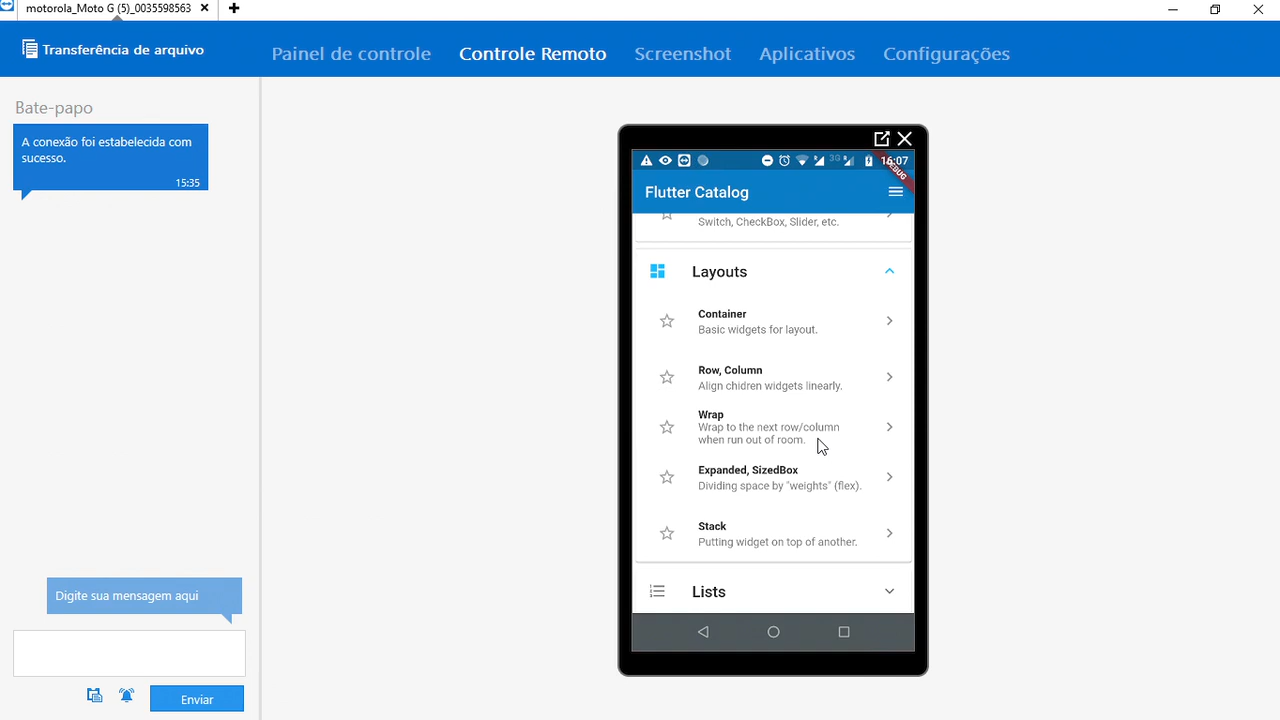 motorola_Moto G (5)_0035598563
Transferência de arquivo
Painel de controle
Controle Remoto
Screenshot
Aplicativos
Configurações
Bate-papo
A conexão foi estabelecida com
sucesso.
15:35
3G
16:07
DEBUG
Flutter Catalog
Switch, CheckBox, Slider, etc.
Layouts
Container
Basic widgets for layout.
Row, Column
Align chidren widgets linearly.
Wrap
Wrap to the next row/column
when run out of room.
Expanded, SizedBox
Dividing space by "weights" (flex).
Stack
Putting widget on top of another.
Lists
Digite sua mensagem aqui
Enviar